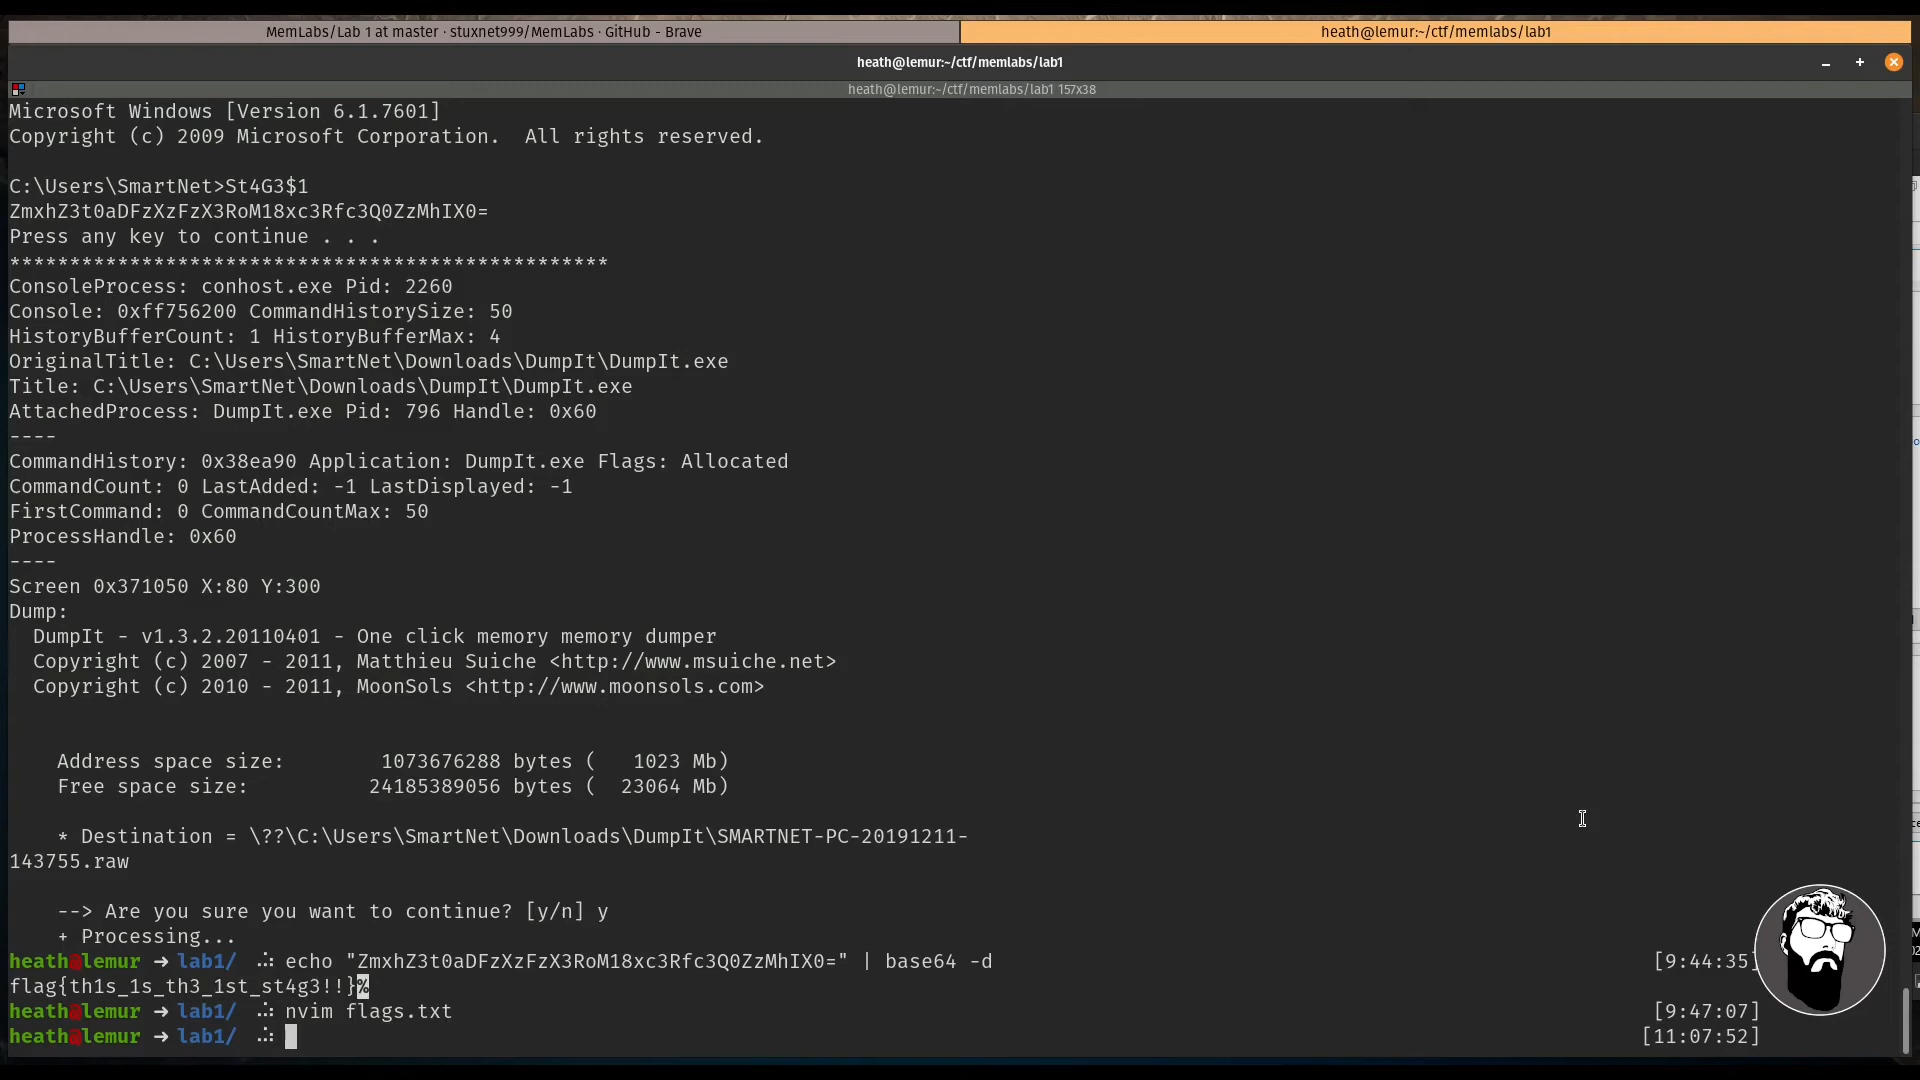 MemLabs/Lab 1 at master · stuxnet999/MemLabs · GitHub - Brave
heath@lemur:~/ctf/memlabs/lab1
heath@lemur:~/ctf/memlabs/lab1
heath@lemur:~/ctf/memlabs/lab1 157x38
Microsoft Windows [Version 6.1.7601]
Copyright (c) 2009 Microsoft Corporation.  All rights reserved.
C:\Users\SmartNet>St4G3$1
ZmxhZ3t0aDFzXzFzX3RoM18xc3Rfc3Q0ZzMhIX0=
Press any key to continue . . .
**************************************************
ConsoleProcess: conhost.exe Pid: 2260
Console: 0xff756200 CommandHistorySize: 50
HistoryBufferCount: 1 HistoryBufferMax: 4
OriginalTitle: C:\Users\SmartNet\Downloads\DumpIt\DumpIt.exe
Title: C:\Users\SmartNet\Downloads\DumpIt\DumpIt.exe
AttachedProcess: DumpIt.exe Pid: 796 Handle: 0x60
----
CommandHistory: 0x38ea90 Application: DumpIt.exe Flags: Allocated
CommandCount: 0 LastAdded: -1 LastDisplayed: -1
FirstCommand: 0 CommandCountMax: 50
ProcessHandle: 0x60
----
Screen 0x371050 X:80 Y:300
Dump:
  DumpIt - v1.3.2.20110401 - One click memory memory dumper
  Copyright (c) 2007 - 2011, Matthieu Suiche <http://www.msuiche.net>
  Copyright (c) 2010 - 2011, MoonSols <http://www.moonsols.com>
    Address space size:        1073676288 bytes (   1023 Mb)
    Free space size:          24185389056 bytes (  23064 Mb)
    * Destination = \??\C:\Users\SmartNet\Downloads\DumpIt\SMARTNET-PC-20191211-
143755.raw
    --> Are you sure you want to continue? [y/n] y
    + Processing...
heath@lemur → lab1/ .:. echo "ZmxhZ3t0aDFzXzFzX3RoM18xc3Rfc3Q0ZzMhIX0=" | base64 -d [9:44:35]
flag{th1s_1s_th3_1st_st4g3!!}%
heath@lemur → lab1/ .:. nvim flags.txt [9:47:07]
heath@lemur → lab1/ .:. [11:07:52]